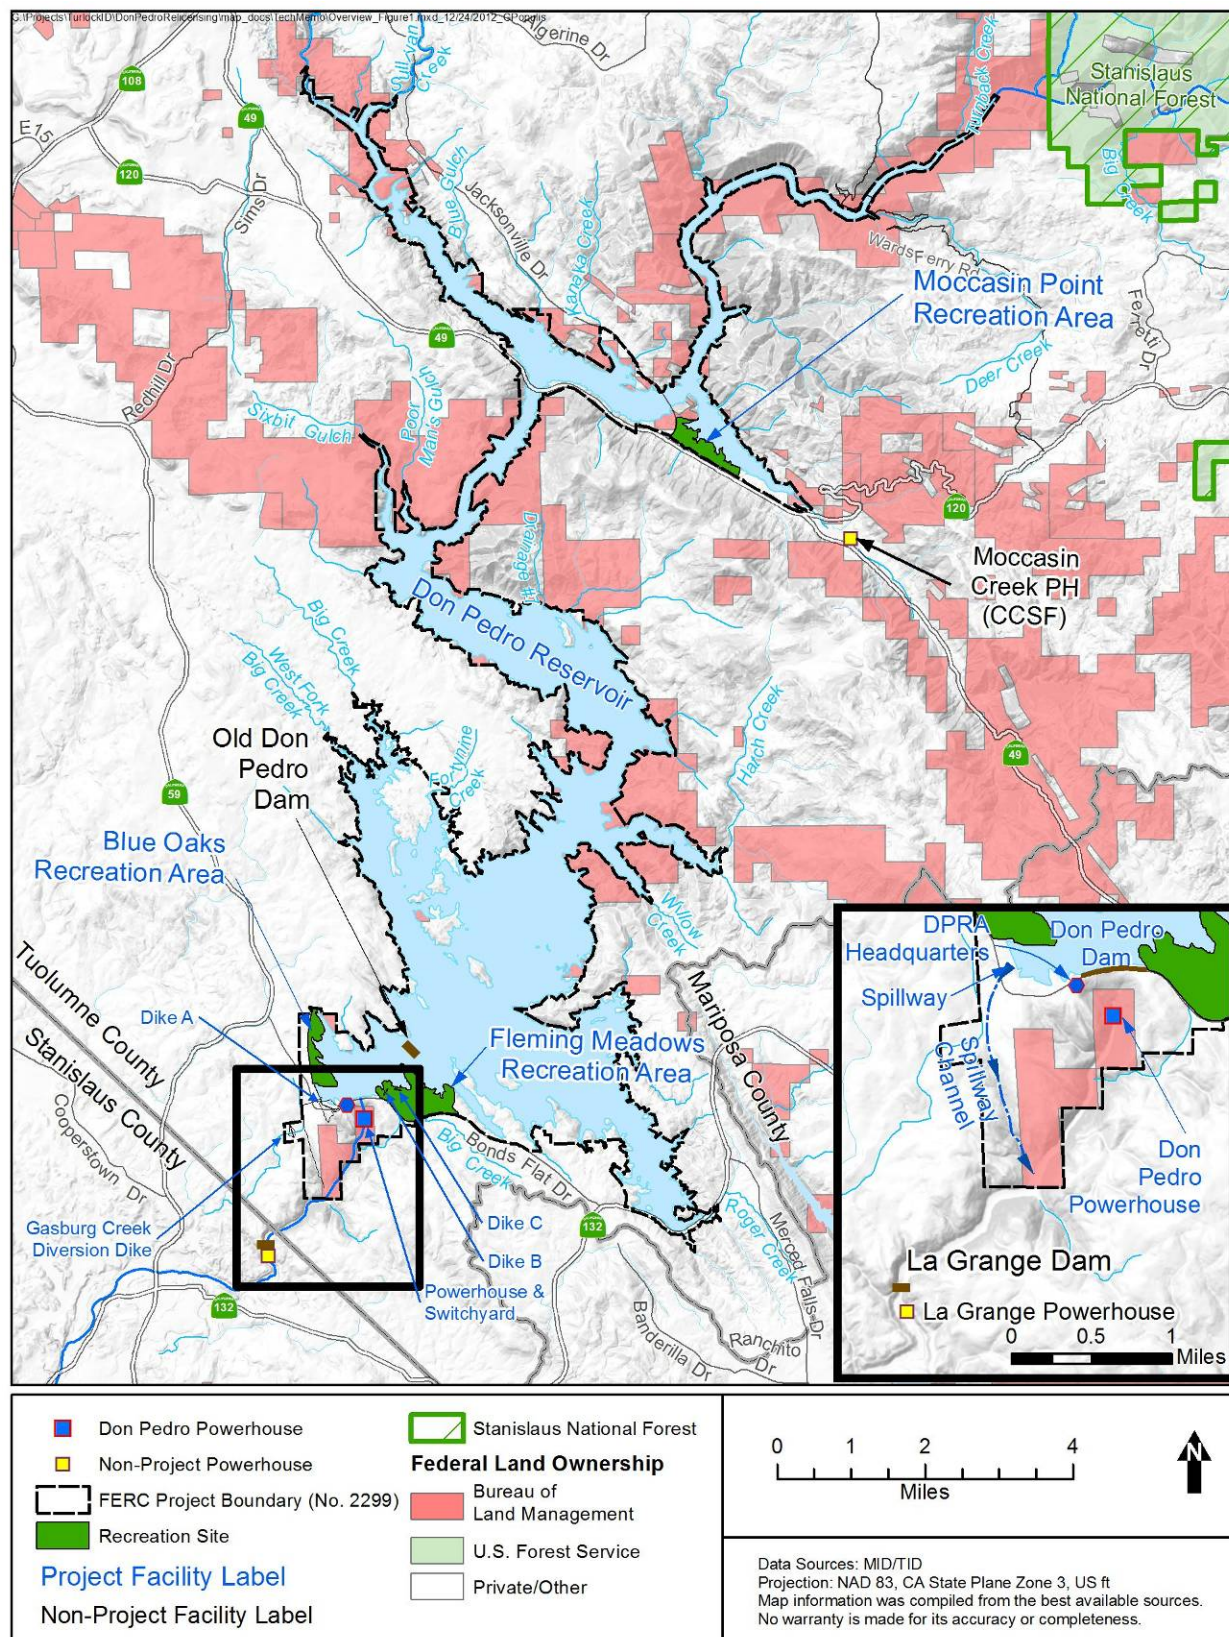 G:\Projects\TurlockID\DonPedroRelicensing\map_docs\TechMemo\Overview_Figure1.mxd_12/24/2012_GPopplis
Algerine Dr
Sullivan
Creek
Turnback Creek
Stanislaus
National Forest
108
49
E15
120
Sims Dr
Blue Gulch
Jacksonville Dr
Kanaka Creek
Big
Creek
Wards Ferry Rd
Moccasin Point
Recreation Area
Ferretti Dr
Deer Creek
49
Redhill Dr
Sixbit Gulch
Poor
Man's Gulch
Drainage #
120
Moccasin
Creek PH
(CCSF)
Don Pedro Reservoir
Big Creek
West Fork
Big Creek
Hatch Creek
49
Old Don
Pedro
Dam
Fortynine
Creek
59
Blue Oaks
Recreation Area
Willow
Creek
Tuolumne County
Stanislaus County
Mariposa County
Dike A
Fleming Meadows
Recreation Area
Cooperstown Dr
Big
Creek
Bonds Flat Dr
Gasburg Creek
Diversion Dike
Dike C
Dike B
132
Rogers Creek
Merced Falls Dr
Powerhouse &
Switchyard
132
Banderilla Dr
Ranchito
Dr
DPRA
Headquarters
Don Pedro
Dam
Spillway
Spillway
Channel
Don
Pedro
Powerhouse
La Grange Dam
La Grange Powerhouse
0 0.5 1
Miles
Don Pedro Powerhouse
Non-Project Powerhouse
FERC Project Boundary (No. 2299)
Recreation Site
Project Facility Label
Non-Project Facility Label
Stanislaus National Forest
Federal Land Ownership
Bureau of
Land Management
U.S. Forest Service
Private/Other
0 1 2 4
Miles
N
Data Sources: MID/TID
Projection: NAD 83, CA State Plane Zone 3, US ft
Map information was compiled from the best available sources.
No warranty is made for its accuracy or completeness.